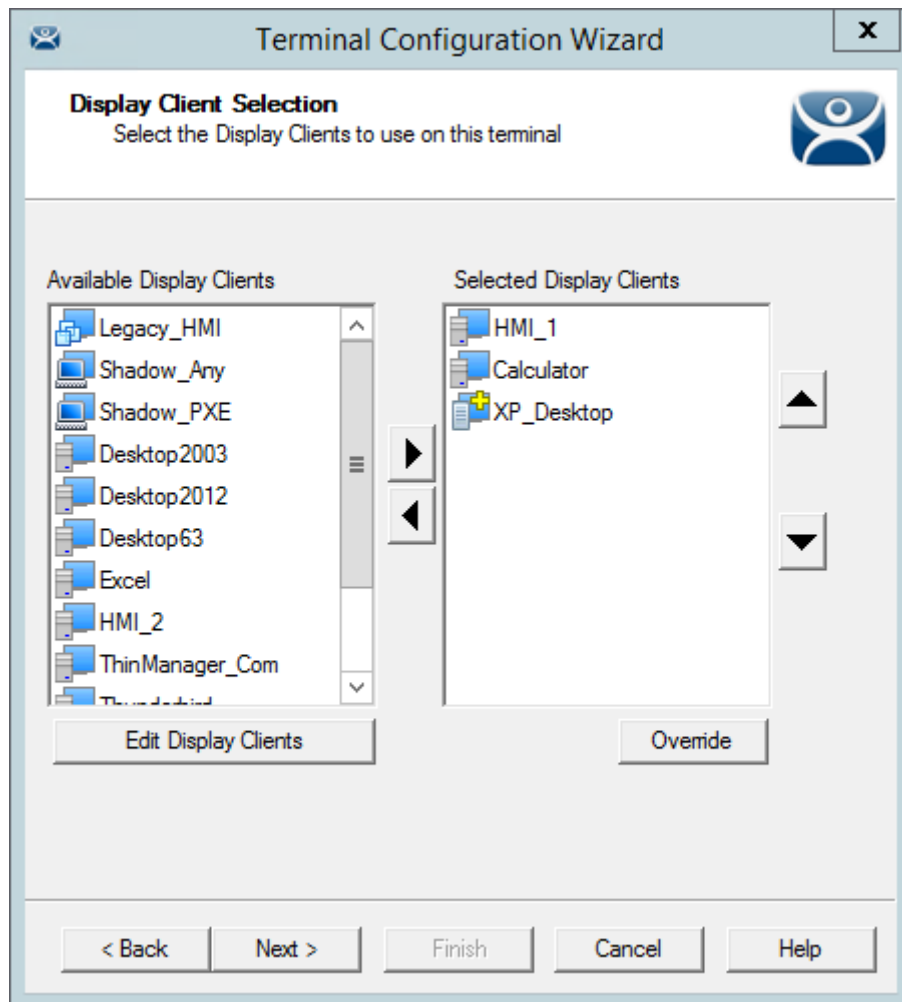 Terminal Configuration Wizard
x
Display Client Selection
Select the Display Clients to use on this terminal
Available Display Clients
Legacy_HMI
Shadow_Any
Shadow_PXE
Desktop2003
Desktop2012
Desktop63
Excel
HMI_2
ThinManager_Com
Selected Display Clients
HMI_1
Calculator
XP_Desktop
Edit Display Clients
Override
< Back
Next >
Finish
Cancel
Help